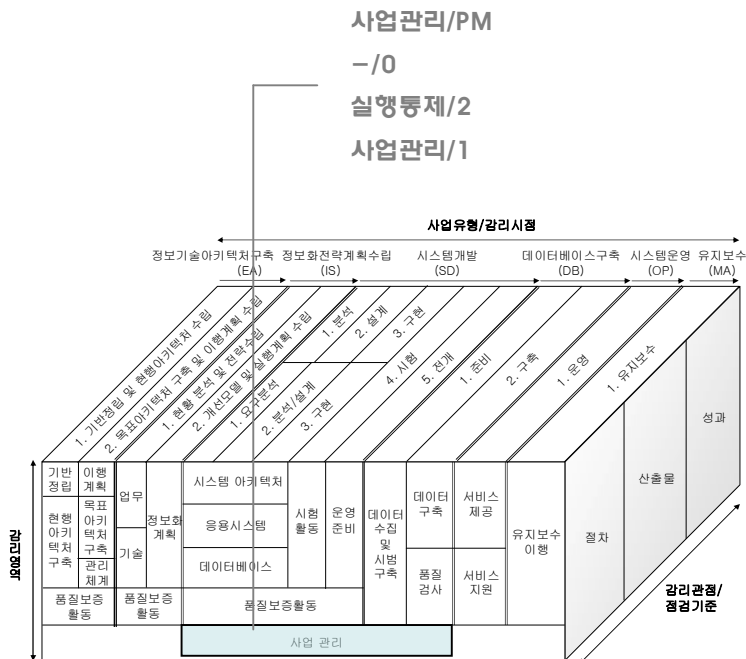 사업관리/PM
–/0
실행통제/2
사업관리/1
사업유형/감리시점
정보기술아키텍처구축
(EA)
정보화전략계획수립
(IS)
시스템개발
(SD)
데이터베이스구축
(DB)
시스템운영
(OP)
유지보수
(MA)
1. 기반정립 및 현행아키텍처 수립
2. 목표아키텍처 구축 및 이행계획 수립
1. 현황 분석 및 전략수립
2. 개선모델 및 실행계획 수립
1. 분석
2. 설계
3. 구현
1. 요구분석
2. 분석/설계
3. 구현
4. 시험
5. 전개
1. 준비
2. 구축
1. 운영
1. 유지보수
감리영역
기반
정립
이행
계획
현행
아키
텍처
구축
목표
아키
텍처
구축
관리
체계
업무
기술
정보화
계획
시스템 아키텍처
응용시스템
데이터베이스
시험
활동
운영
준비
데이터
수집
및
시범
구축
데이터
구축
품질
검사
서비스
제공
서비스
지원
유지보수
이행
품질보증
활동
품질보증
활동
품질보증활동
사업 관리
절차
산출물
성과
감리관점/
점검기준